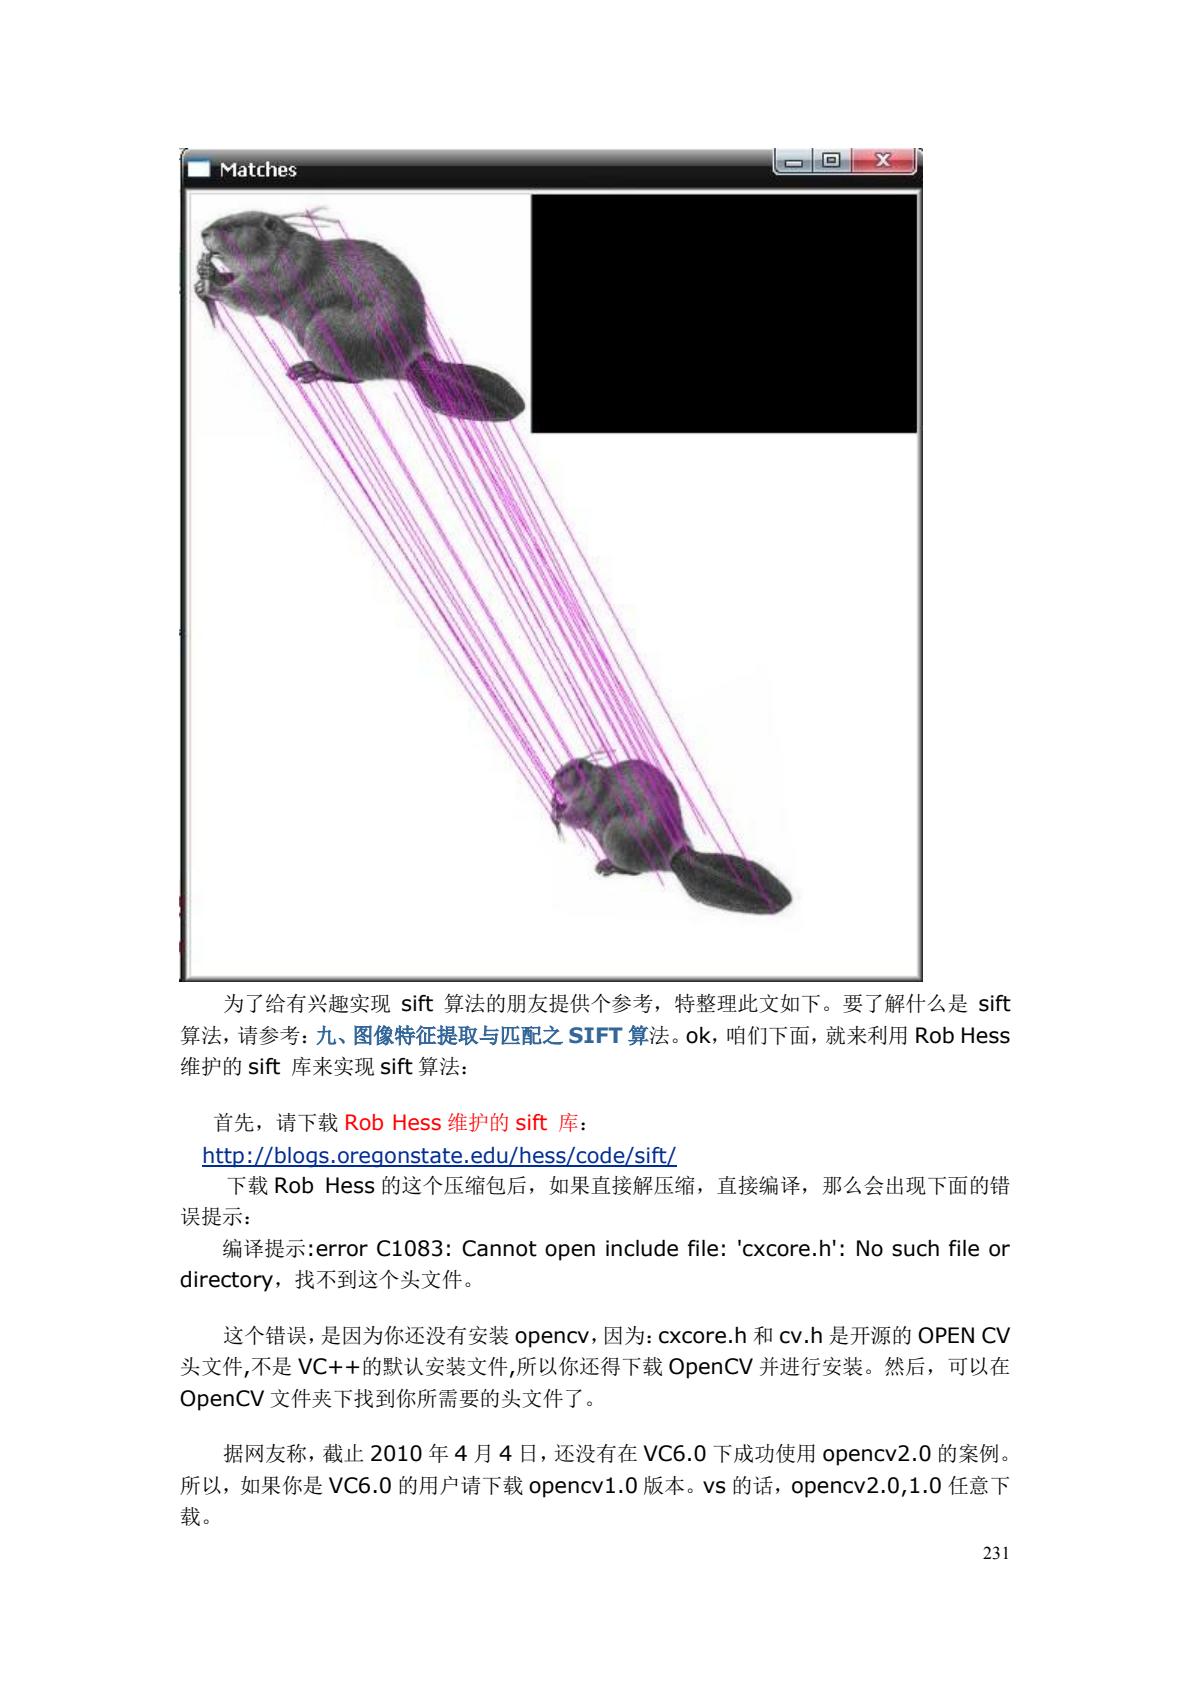 Matches
为了给有兴趣实现 sift 算法的朋友提供个参考，特整理此文如下。要了解什么是 sift
算法，请参考：九、图像特征提取与匹配之 SIFT 算法。ok，咱们下面，就来利用 Rob Hess
维护的 sift 库来实现 sift 算法：
首先，请下载 Rob Hess 维护的 sift 库：
http://blogs.oregonstate.edu/hess/code/sift/
下载 Rob Hess 的这个压缩包后，如果直接解压缩，直接编译，那么会出现下面的错
误提示：
编译提示:error C1083: Cannot open include file: 'cxcore.h': No such file or
directory，找不到这个头文件。
这个错误，是因为你还没有安装 opencv，因为：cxcore.h 和 cv.h 是开源的 OPEN CV
头文件,不是 VC++的默认安装文件,所以你还得下载 OpenCV 并进行安装。然后，可以在
OpenCV 文件夹下找到你所需要的头文件了。
据网友称，截止 2010 年 4 月 4 日，还没有在 VC6.0 下成功使用 opencv2.0 的案例。
所以，如果你是 VC6.0 的用户请下载 opencv1.0 版本。vs 的话，opencv2.0,1.0 任意下
载。
231